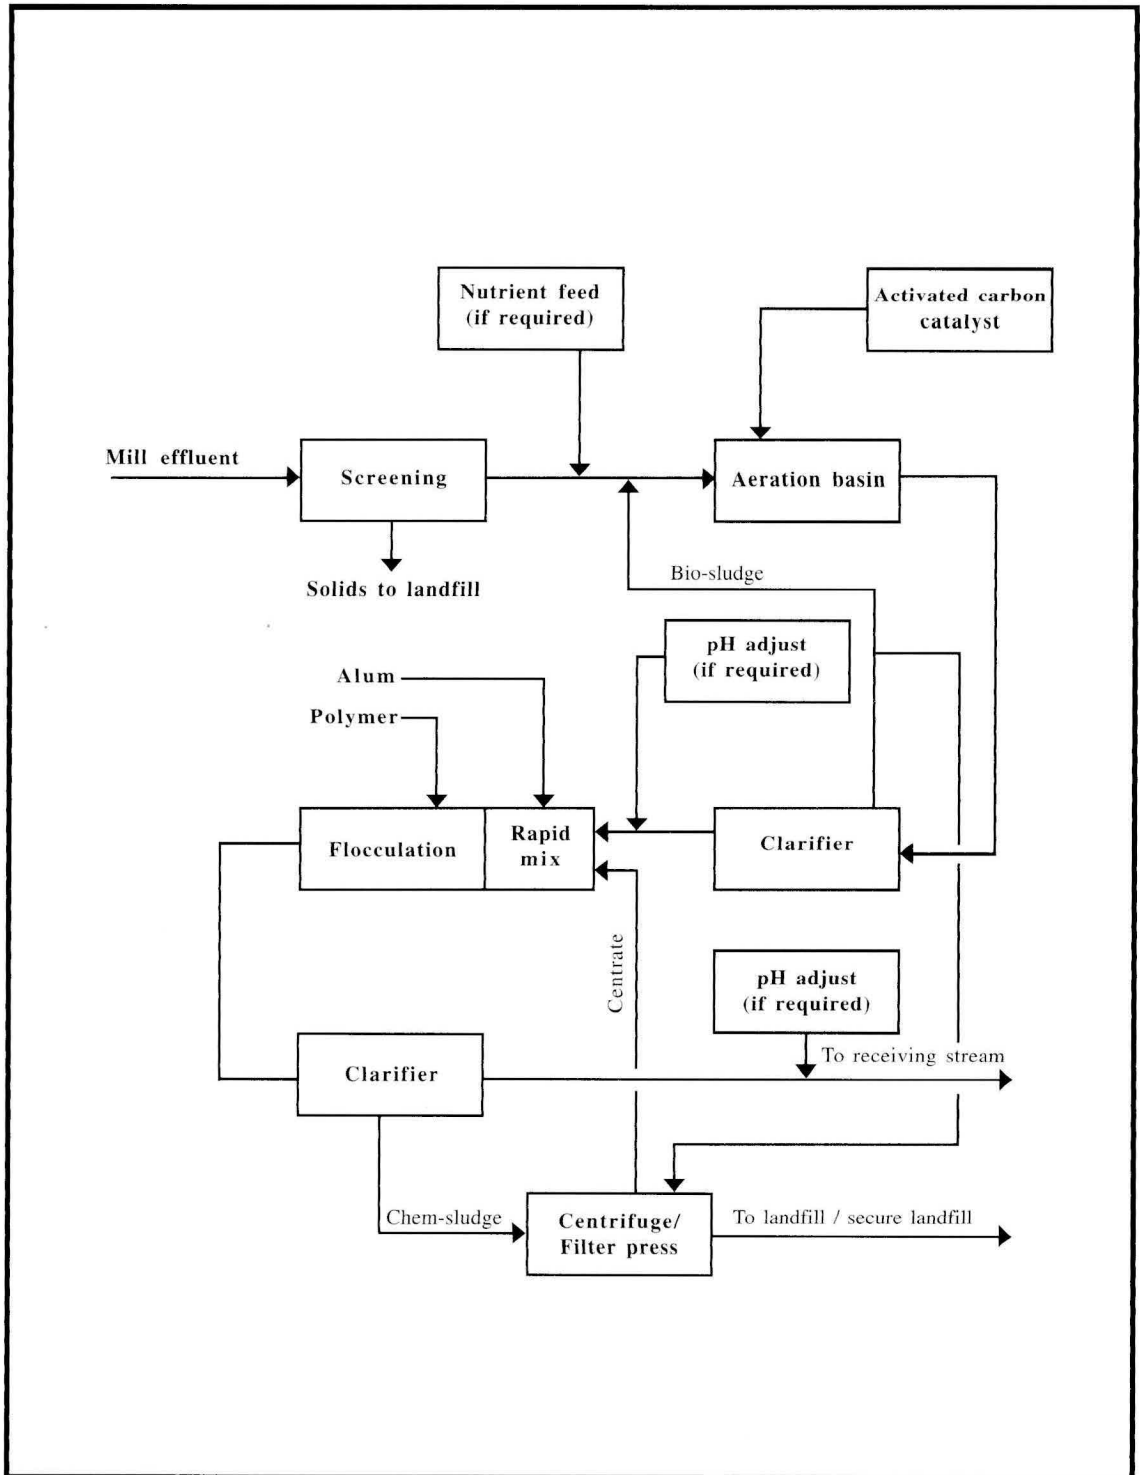 Nutrient feed
(if required)
Activated carbon
catalyst
Mill effluent
Screening
Aeration basin
Solids to landfill
Bio-sludge
pH adjust
(if required)
Alum
Polymer
Flocculation
Rapid
mix
Clarifier
Centrate
pH adjust
(if required)
To receiving stream
Clarifier
Chem-sludge
Centrifuge/
Filter press
To landfill / secure landfill